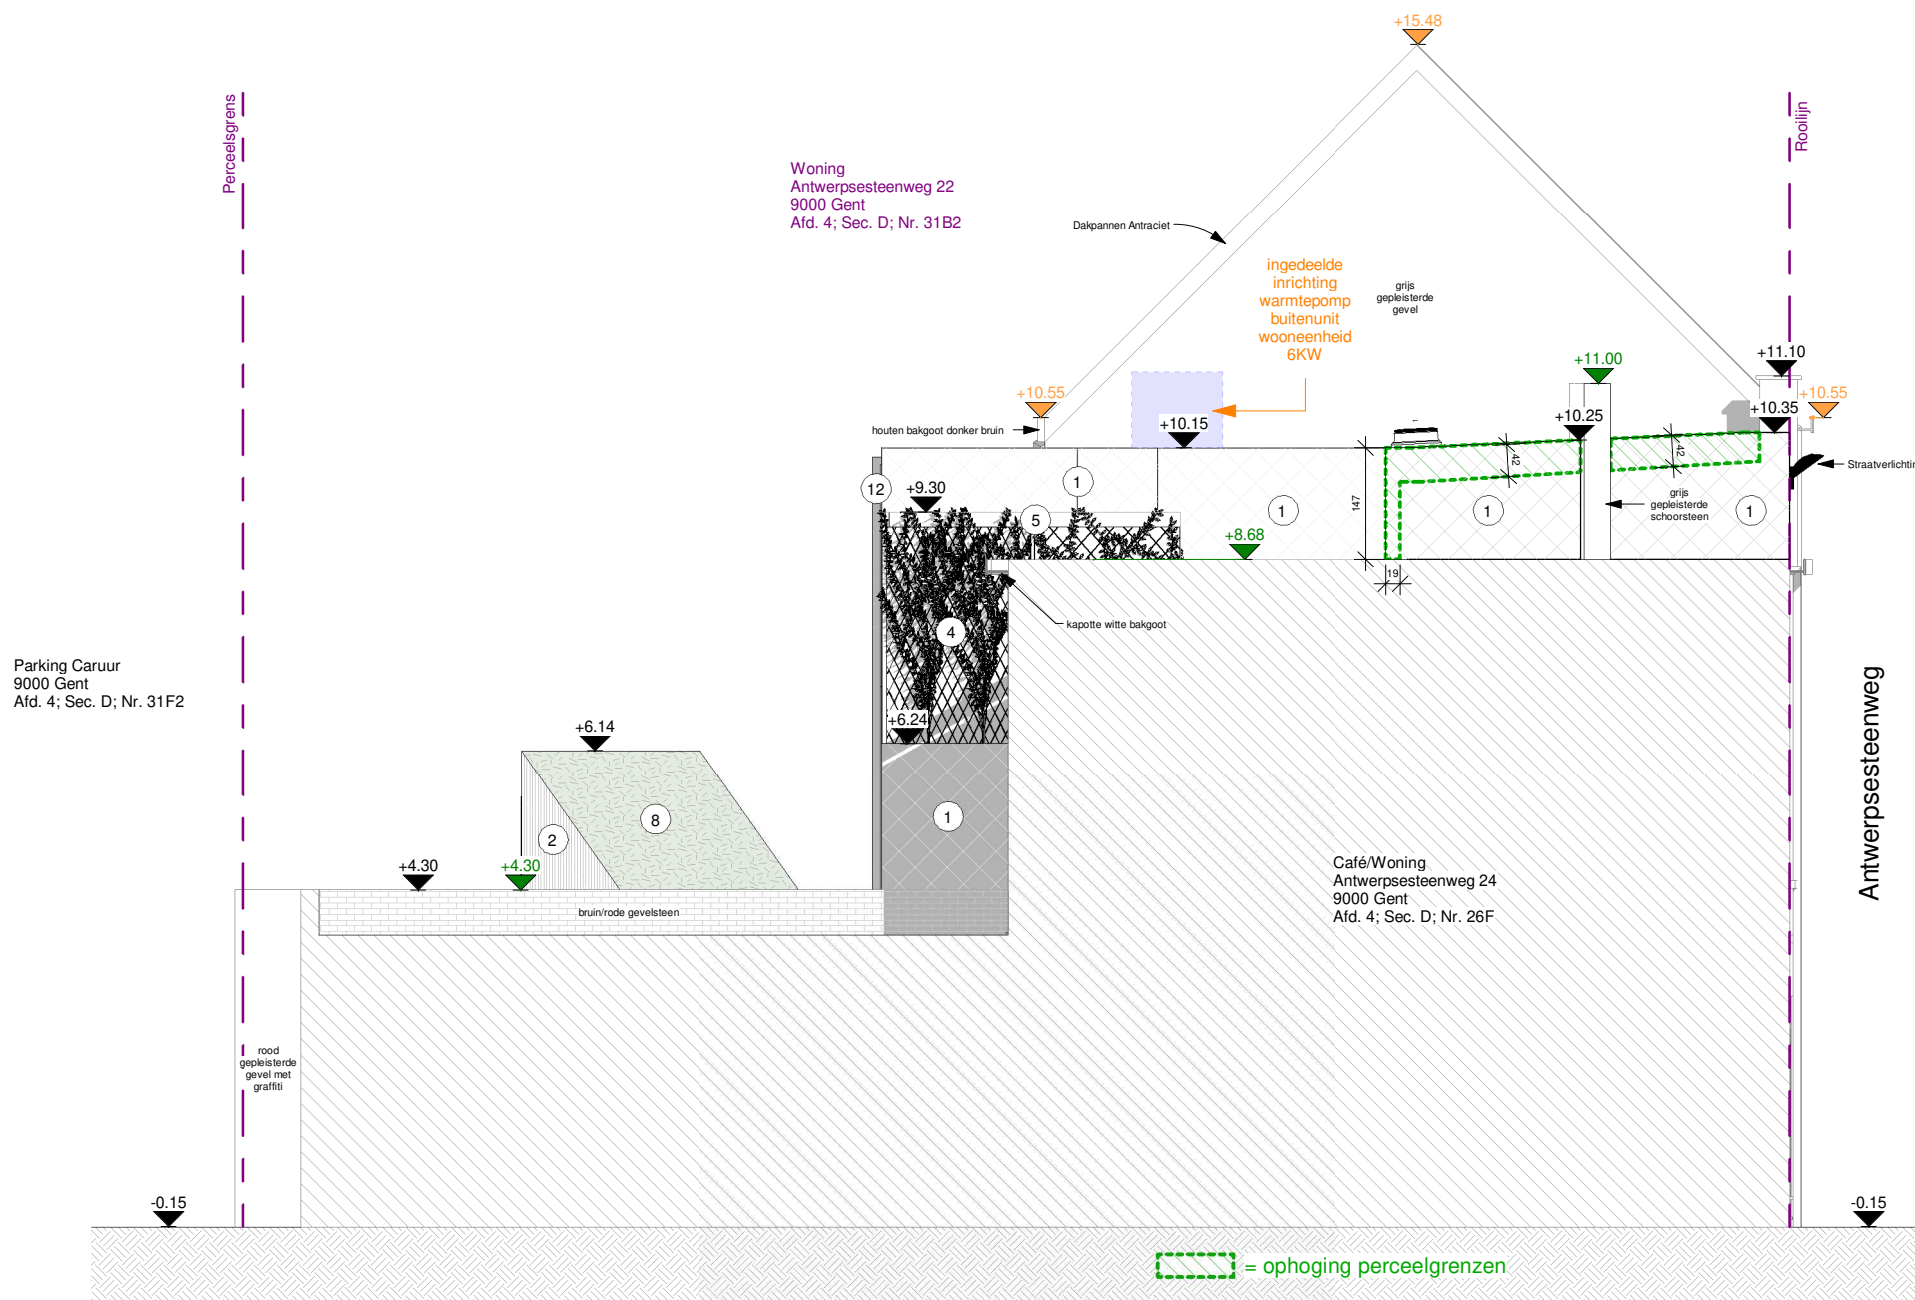 +15.48
Perceelsgrens
Rooilijn
Woning
Antwerpsesteenweg 22
9000 Gent
Afd. 4; Sec. D; Nr. 31B2
Dakpannen Antraciet
ingedeelde
inrichting
warmtepomp
buitenunit
wooneenheid
6KW
grijs
gepleisterde
gevel
+11.00
+11.10
+10.55
+10.55
+10.15
+10.25
+10.35
houten bakgoot donker bruin
42
42
Straatverlichtin
12
1
+9.30
5
1
147
1
grijs
gepleisterde
schoorsteen
1
+8.68
19
kapotte witte bakgoot
4
Parking Caruur
9000 Gent
Afd. 4; Sec. D; Nr. 31F2
+6.14
+6.24
8
2
1
+4.30
+4.30
bruin/rode gevelsteen
Café/Woning
Antwerpsesteenweg 24
9000 Gent
Afd. 4; Sec. D; Nr. 26F
Antwerpsesteenweg
rood
gepleisterde
gevel met
graffiti
-0.15
-0.15
= ophoging perceelgrenzen